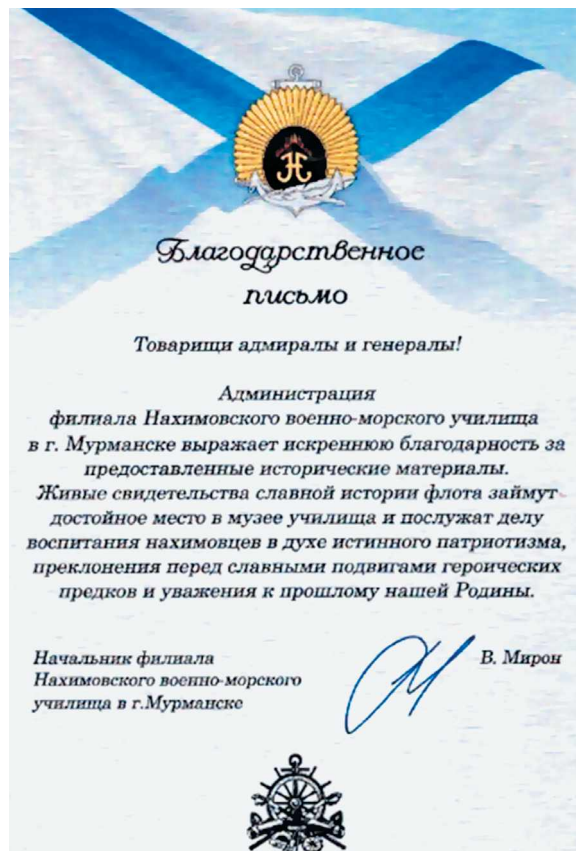 Благодарственное
письмо
Товарищи адмиралы и генералы!
Администрация
филиала Нахимовского военно-морского училища
в г. Мурманске выражает искреннюю благодарность за
предоставленные исторические материалы.
Живые свидетельства славной истории флота займут
достойное место в музее училища и послужат делу
воспитания нахимовцев в духе истинного патриотизма,
преклонения перед славными подвигами героических
предков и уважения к прошлому нашей Родины.
Начальник филиала
Нахимовского военно-морского
училища в г.Мурманске
В. Мирон